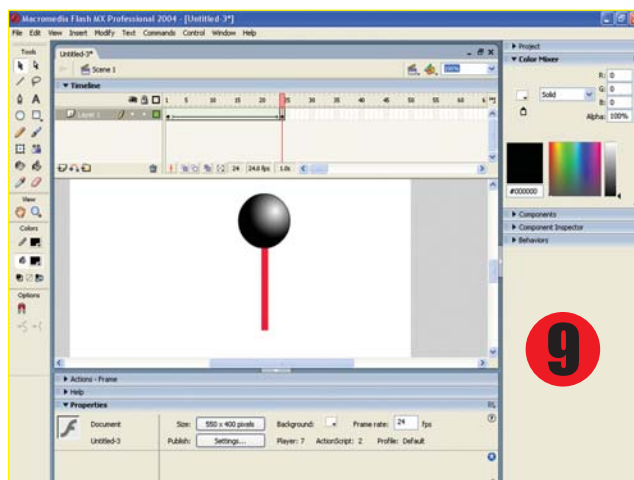 Macromedia Flash MX Professional 2004 - [Untitled-3*]
File Edit View Insert Modify Text Commands Control Window Help
Tools
Untitled-3*
Scene 1
100%
Timeline
1 5 10 15 20 25 30 35 40 45 50 55 60
Layer 1
24 24.0 fps 1.0s
View
Colors
Options
Project
Color Mixer
R: 0
Solid
G: 0
B: 0
Alpha: 100%
#000000
Components
Component Inspector
Behaviors
9
Actions - Frame
Help
Properties
Document
Size: 550 x 400 pixels Background: Frame rate: 24 fps
Untitled-3
Publish: Settings... Player: 7 ActionScript: 2 Profile: Default